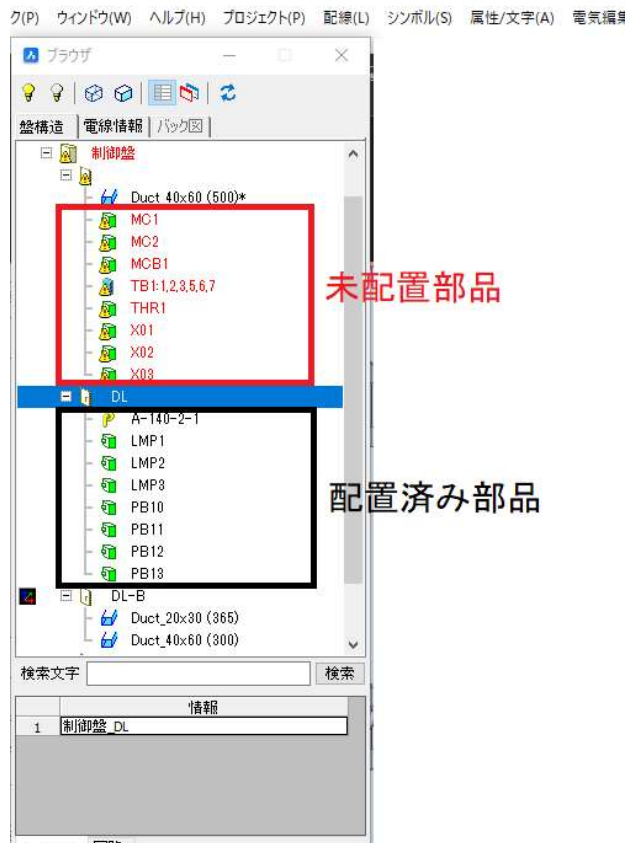 ク(P) ウィンドウ(W) ヘルプ(H) プロジェクト(P) 配線(L) シンボル(S) 属性/文字(A) 電気編集
ブラウザ
盤構造 電線情報 バック図
制御盤
Duct_40x60 (500)*
MC1
MC2
MCB1
TB1:1,2,3,5,6,7
THR1
X01
X02
X03
未配置部品
DL
A-140-2-1
LMP1
LMP2
LMP3
PB10
PB11
PB12
PB13
配置済み部品
DL-B
Duct_20x30 (365)
Duct_40x60 (300)
検索文字 検索
情報
1 制御盤_DL